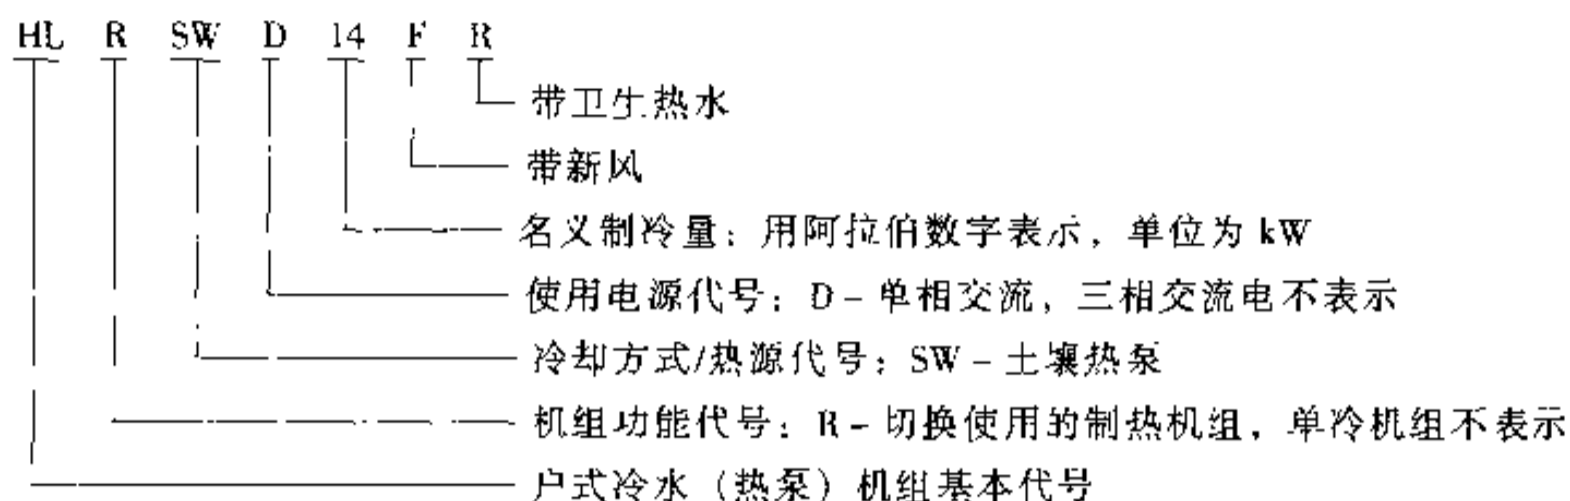 HL R SW D 14 F R
带卫生热水
带新风
名义制冷量：用阿拉伯数字表示，单位为 kW
使用电源代号：D－单相交流，三相交流电不表示
冷却方式/热源代号：SW－土壤热泵
机组功能代号：R－切换使用的制热机组，单冷机组不表示
户式冷水（热泵）机组基本代号